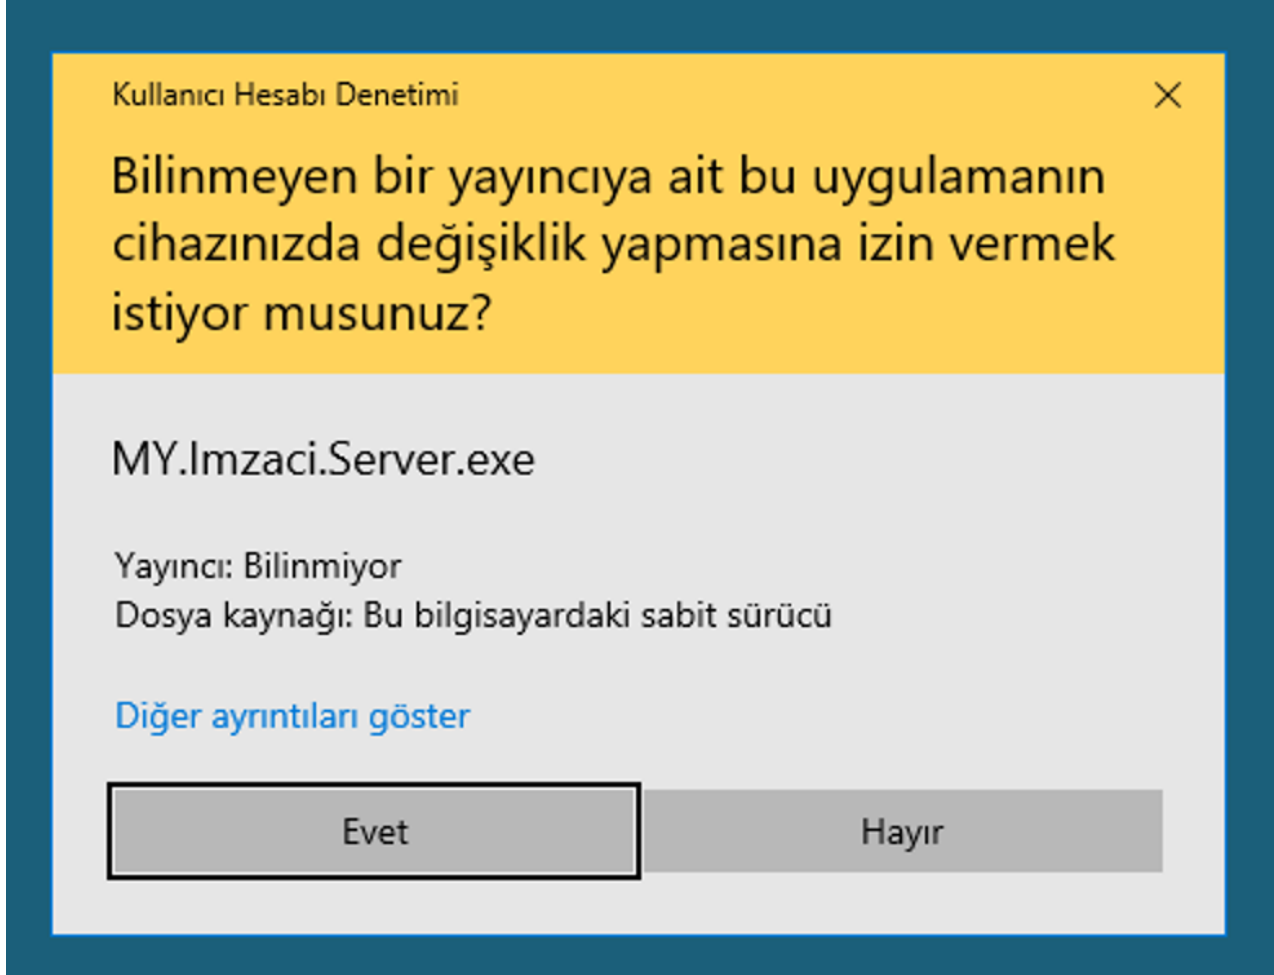 Kullanıcı Hesabı Denetimi
Bilinmeyen bir yayıncıya ait bu uygulamanın
cihazınızda değişiklik yapmasına izin vermek
istiyor musunuz?
MY.Imzaci.Server.exe
Yayıncı: Bilinmiyor
Dosya kaynağı: Bu bilgisayardaki sabit sürücü
Diğer ayrıntıları göster
Evet
Hayır